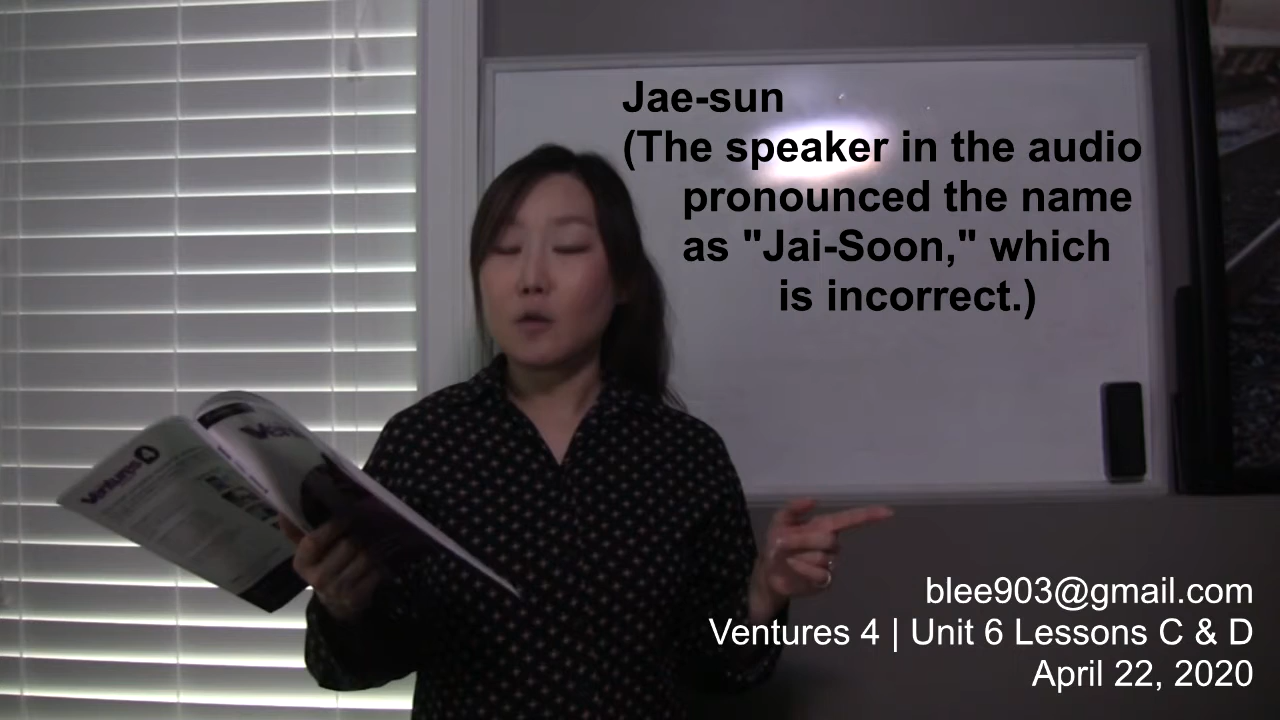 Jae-sun
(The speaker in the audio
pronounced the name
as "Jai-Soon," which
is incorrect.)
Ventures
blee903@gmail.com
Ventures 4 | Unit 6 Lessons C & D
April 22, 2020